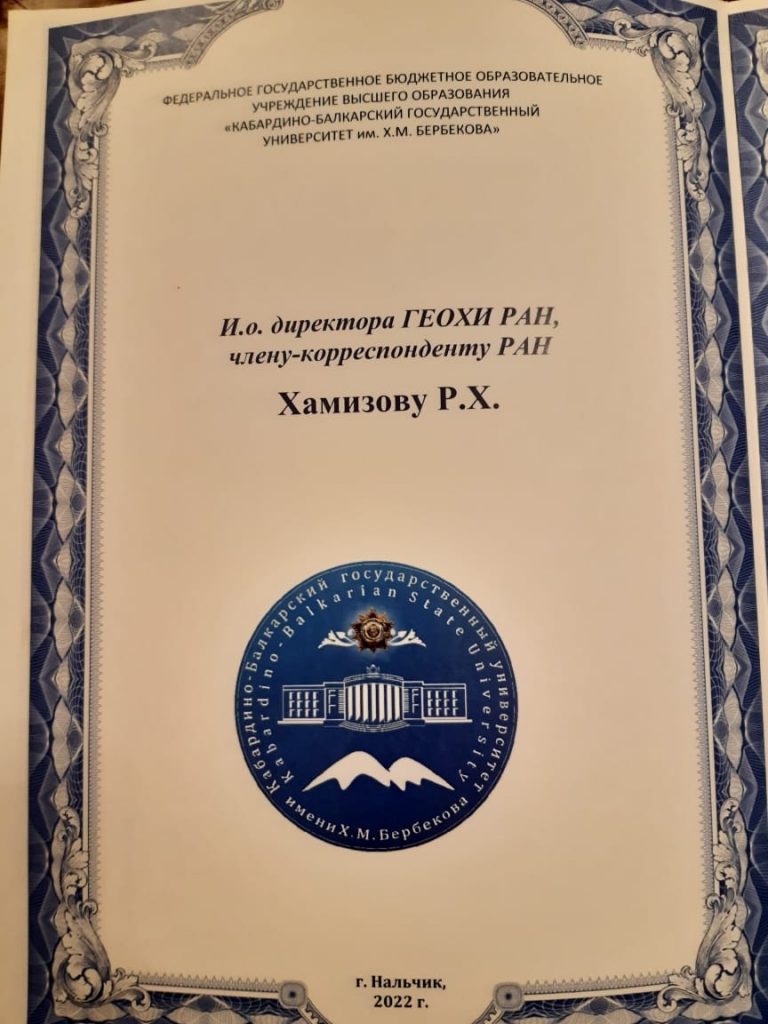 ФЕДЕРАЛЬНОЕ ГОСУДАРСТВЕННОЕ БЮДЖЕТНОЕ ОБРАЗОВАТЕЛЬНОЕ
УЧРЕЖДЕНИЕ ВЫСШЕГО ОБРАЗОВАНИЯ
«КАБАРДИНО-БАЛКАРСКИЙ ГОСУДАРСТВЕННЫЙ
УНИВЕРСИТЕТ им. Х.М. БЕРБЕКОВА»
И.о. директора ГЕОХИ РАН,
члену-корреспонденту РАН
Хамизову Р.Х.
Кабардино-Балкарский государственный университет
Kabardino-Balkarian State University
имени Х.М.Бербекова
г. Нальчик,
2022 г.